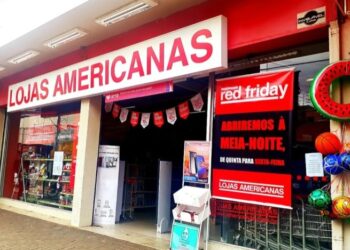 LOJAS AMERICANAS
red friday
ABRIREMOS À
MEIA-NOITE,
DE QUINTA PARA SEXTA-FEIRA
LOJAS AMERICANAS